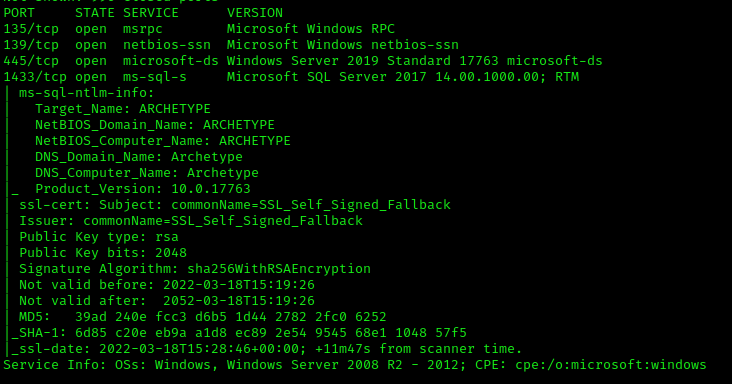 PORT     STATE SERVICE      VERSION
135/tcp  open  msrpc        Microsoft Windows RPC
139/tcp  open  netbios-ssn  Microsoft Windows netbios-ssn
445/tcp  open  microsoft-ds Windows Server 2019 Standard 17763 microsoft-ds
1433/tcp open  ms-sql-s     Microsoft SQL Server 2017 14.00.1000.00; RTM
| ms-sql-ntlm-info:
|   Target_Name: ARCHETYPE
|   NetBIOS_Domain_Name: ARCHETYPE
|   NetBIOS_Computer_Name: ARCHETYPE
|   DNS_Domain_Name: Archetype
|   DNS_Computer_Name: Archetype
|_  Product_Version: 10.0.17763
| ssl-cert: Subject: commonName=SSL_Self_Signed_Fallback
| Issuer: commonName=SSL_Self_Signed_Fallback
| Public Key type: rsa
| Public Key bits: 2048
| Signature Algorithm: sha256WithRSAEncryption
| Not valid before: 2022-03-18T15:19:26
| Not valid after:  2052-03-18T15:19:26
| MD5:   39ad 240e fcc3 d6b5 1d44 2782 2fc0 6252
|_SHA-1: 6d85 c20e eb9a a1d8 ec89 2e54 9545 68e1 1048 57f5
|_ssl-date: 2022-03-18T15:28:46+00:00; +11m47s from scanner time.
Service Info: OSs: Windows, Windows Server 2008 R2 - 2012; CPE: cpe:/o:microsoft:windows